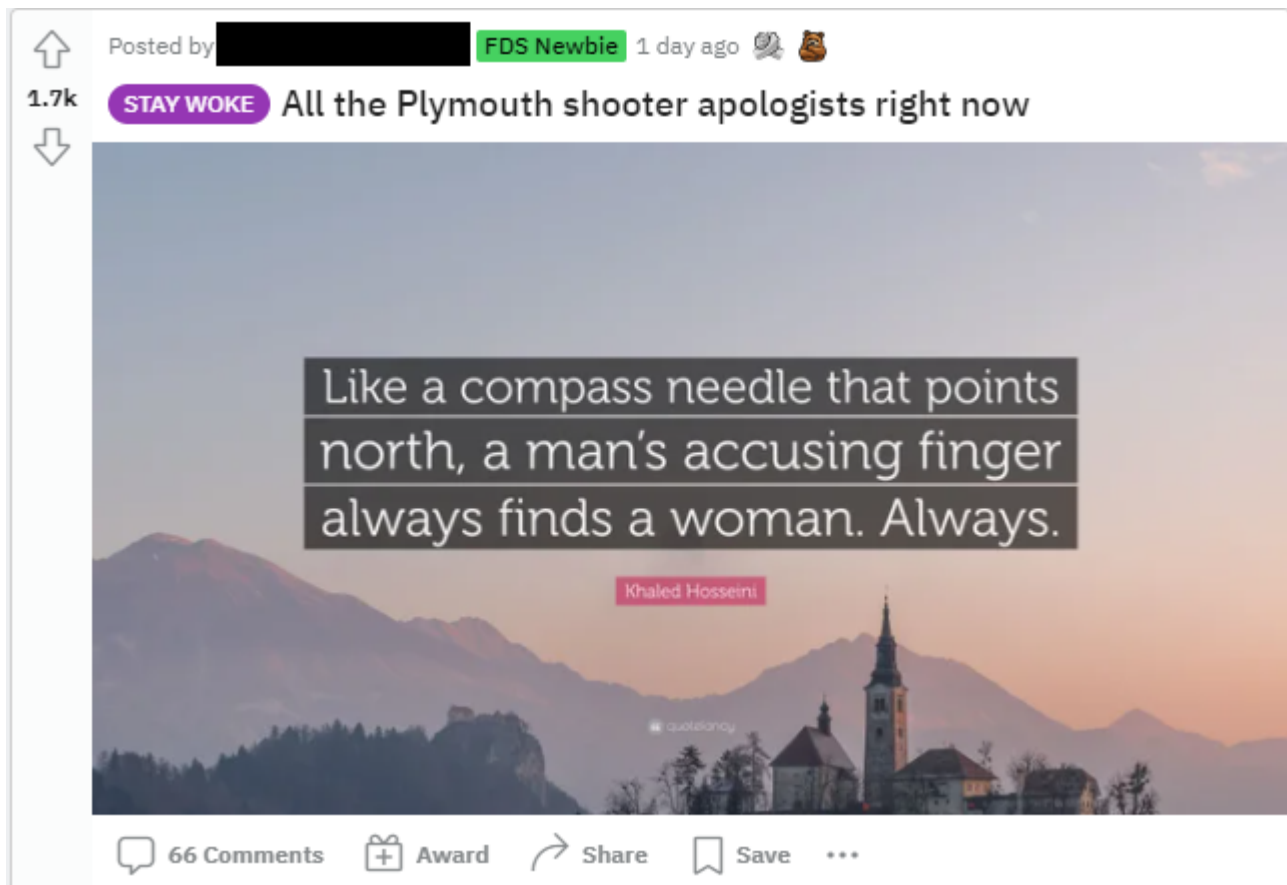 Posted by
FDS Newbie 1 day ago
1.7k
STAY WOKE All the Plymouth shooter apologists right now
Like a compass needle that points
north, a man's accusing finger
always finds a woman. Always.
Khaled Hosseini
quotefancy
66 Comments Award Share Save